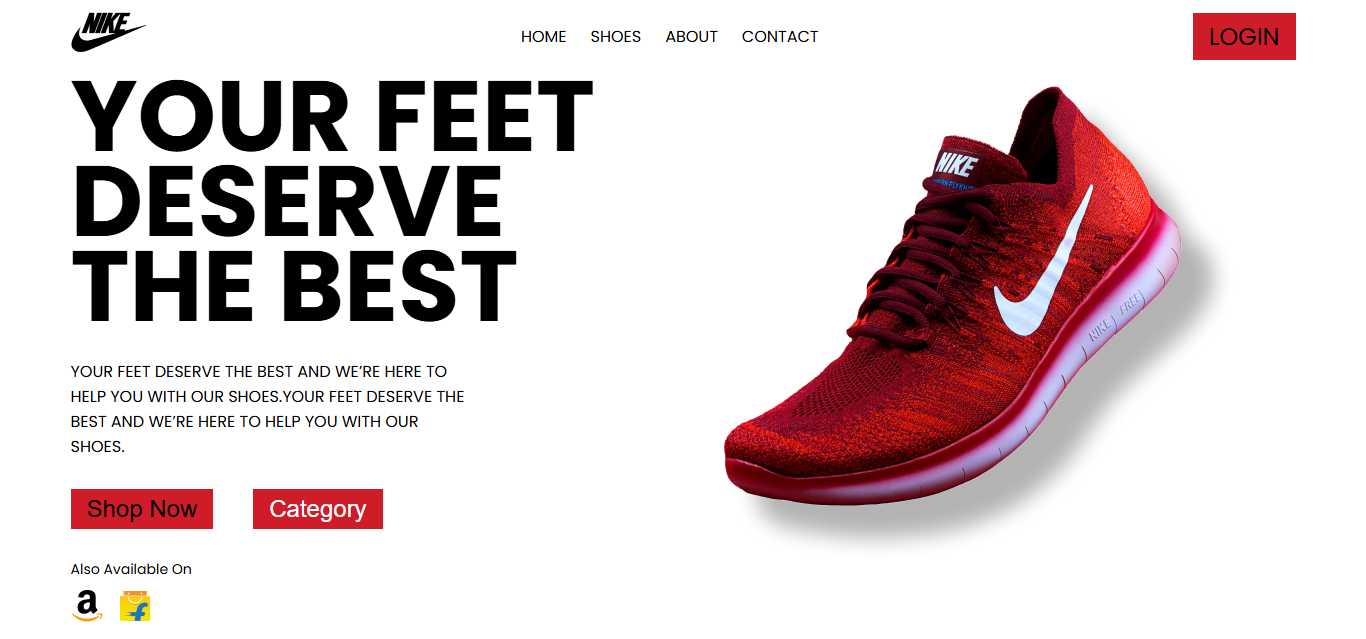 NIKE
HOME SHOES ABOUT CONTACT
LOGIN
YOUR FEET
DESERVE
THE BEST
YOUR FEET DESERVE THE BEST AND WE’RE HERE TO
HELP YOU WITH OUR SHOES.YOUR FEET DESERVE THE
BEST AND WE’RE HERE TO HELP YOU WITH OUR
SHOES.
Shop Now
Category
Also Available On
a
f
NIKE
NIKE FREE